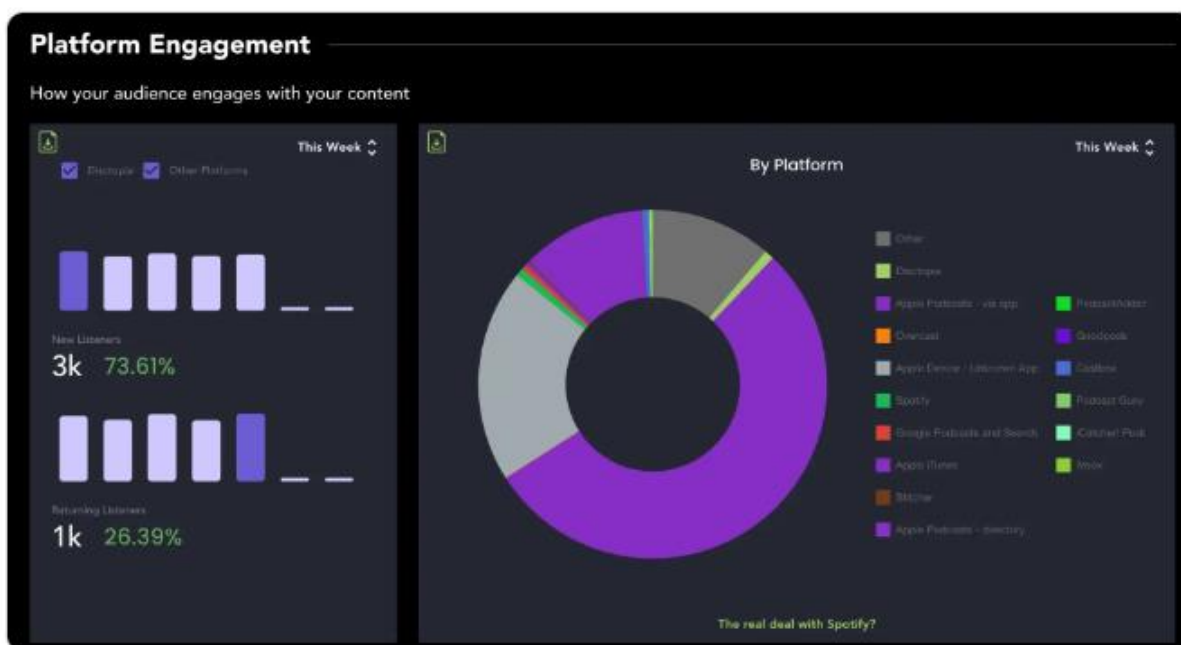 Platform Engagement
How your audience engages with your content
This Week
Disctopia Other Platforms
New Listeners
3k 73.61%
Returning Listeners
1k 26.39%
This Week
By Platform
Other
Disctopia
Apple Podcasts - via app
Overcast
Apple Device - Unknown App
Spotify
Google Podcasts and Search
Apple iTunes
Stitcher
Apple Podcasts - directory
Podcast Addict
Goodpods
Castbox
Podcast Guru
iCatcher! Pod
The real deal with Spotify?